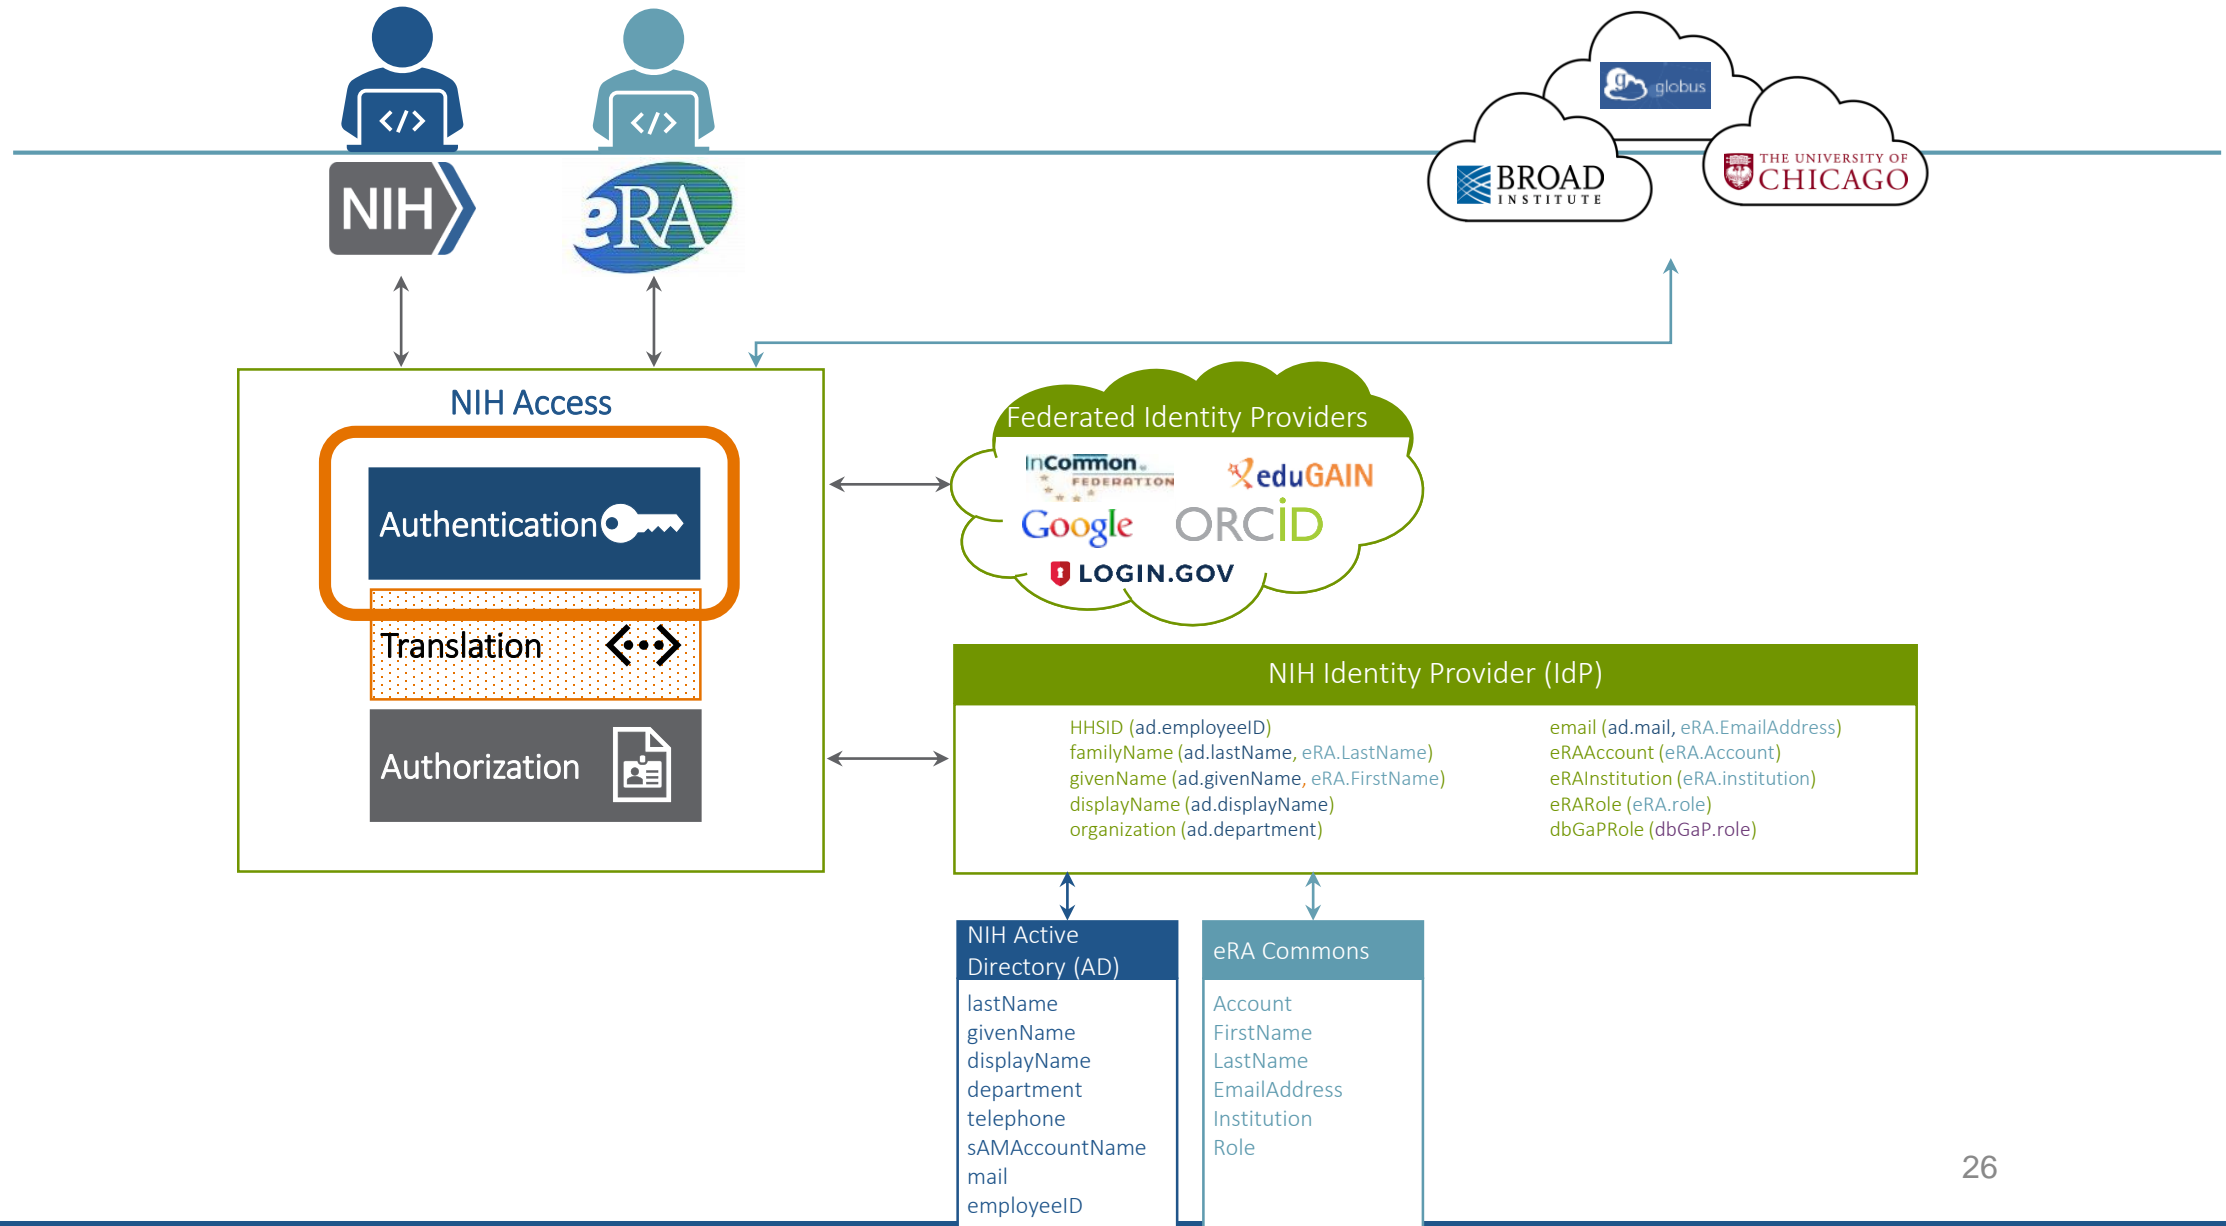 </>
</>
NIH
eRA
globus
BROAD
INSTITUTE
THE UNIVERSITY OF
CHICAGO
NIH Access
Authentication
Translation
Authorization
Federated Identity Providers
InCommon
FEDERATION
eduGAIN
Google
ORCiD
LOGIN.GOV
NIH Identity Provider (IdP)
HHSID (ad.employeeID)
familyName (ad.lastName, eRA.LastName)
givenName (ad.givenName, eRA.FirstName)
displayName (ad.displayName)
organization (ad.department)
email (ad.mail, eRA.EmailAddress)
eRAAccount (eRA.Account)
eRAInstitution (eRA.institution)
eRARole (eRA.role)
dbGaPRole (dbGaP.role)
NIH Active
Directory (AD)
lastName
givenName
displayName
department
telephone
sAMAccountName
mail
employeeID
eRA Commons
Account
FirstName
LastName
EmailAddress
Institution
Role
26